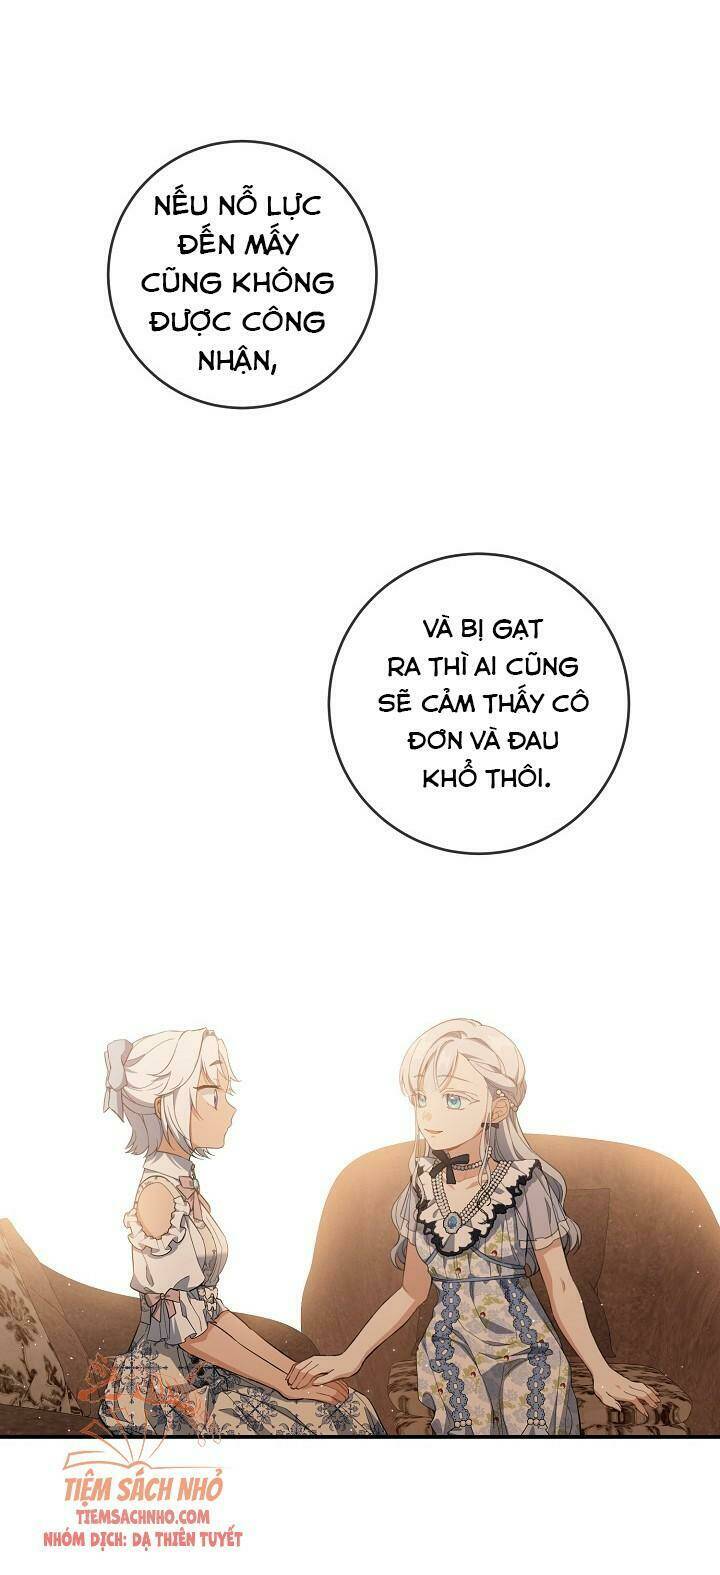 NẾU NỖ LỰC
ĐẾN MẤY
CŨNG KHÔNG
ĐƯỢC CÔNG
NHẬN,
VÀ BỊ GẠT
RA THÌ AI CŨNG
SẼ CẢM THẤY CÔ
ĐƠN VÀ ĐAU
KHỔ THÔI.
TIỆM SÁCH NHỎ
TIEMSACHNHO.COM
NHÓM DỊCH: DẠ THIÊN TUYẾT